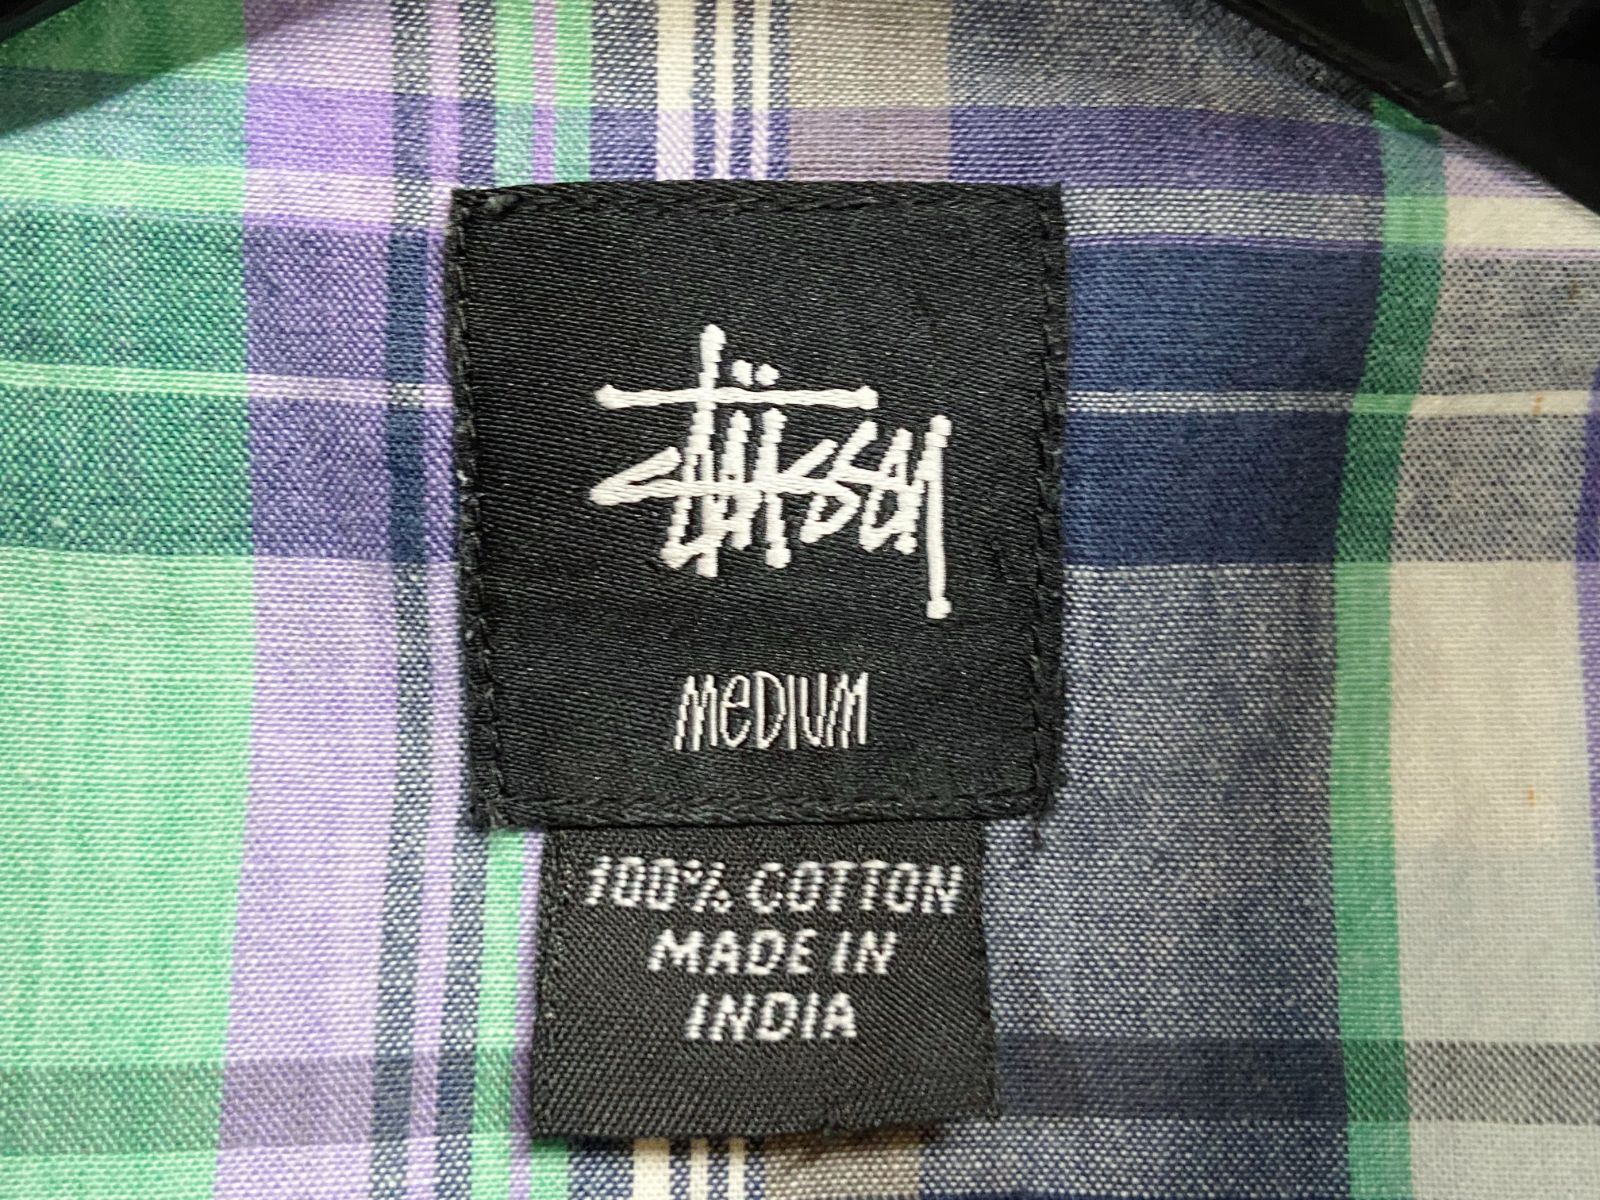 Stüssy
MEDIUM
100% COTTON
MADE IN
INDIA